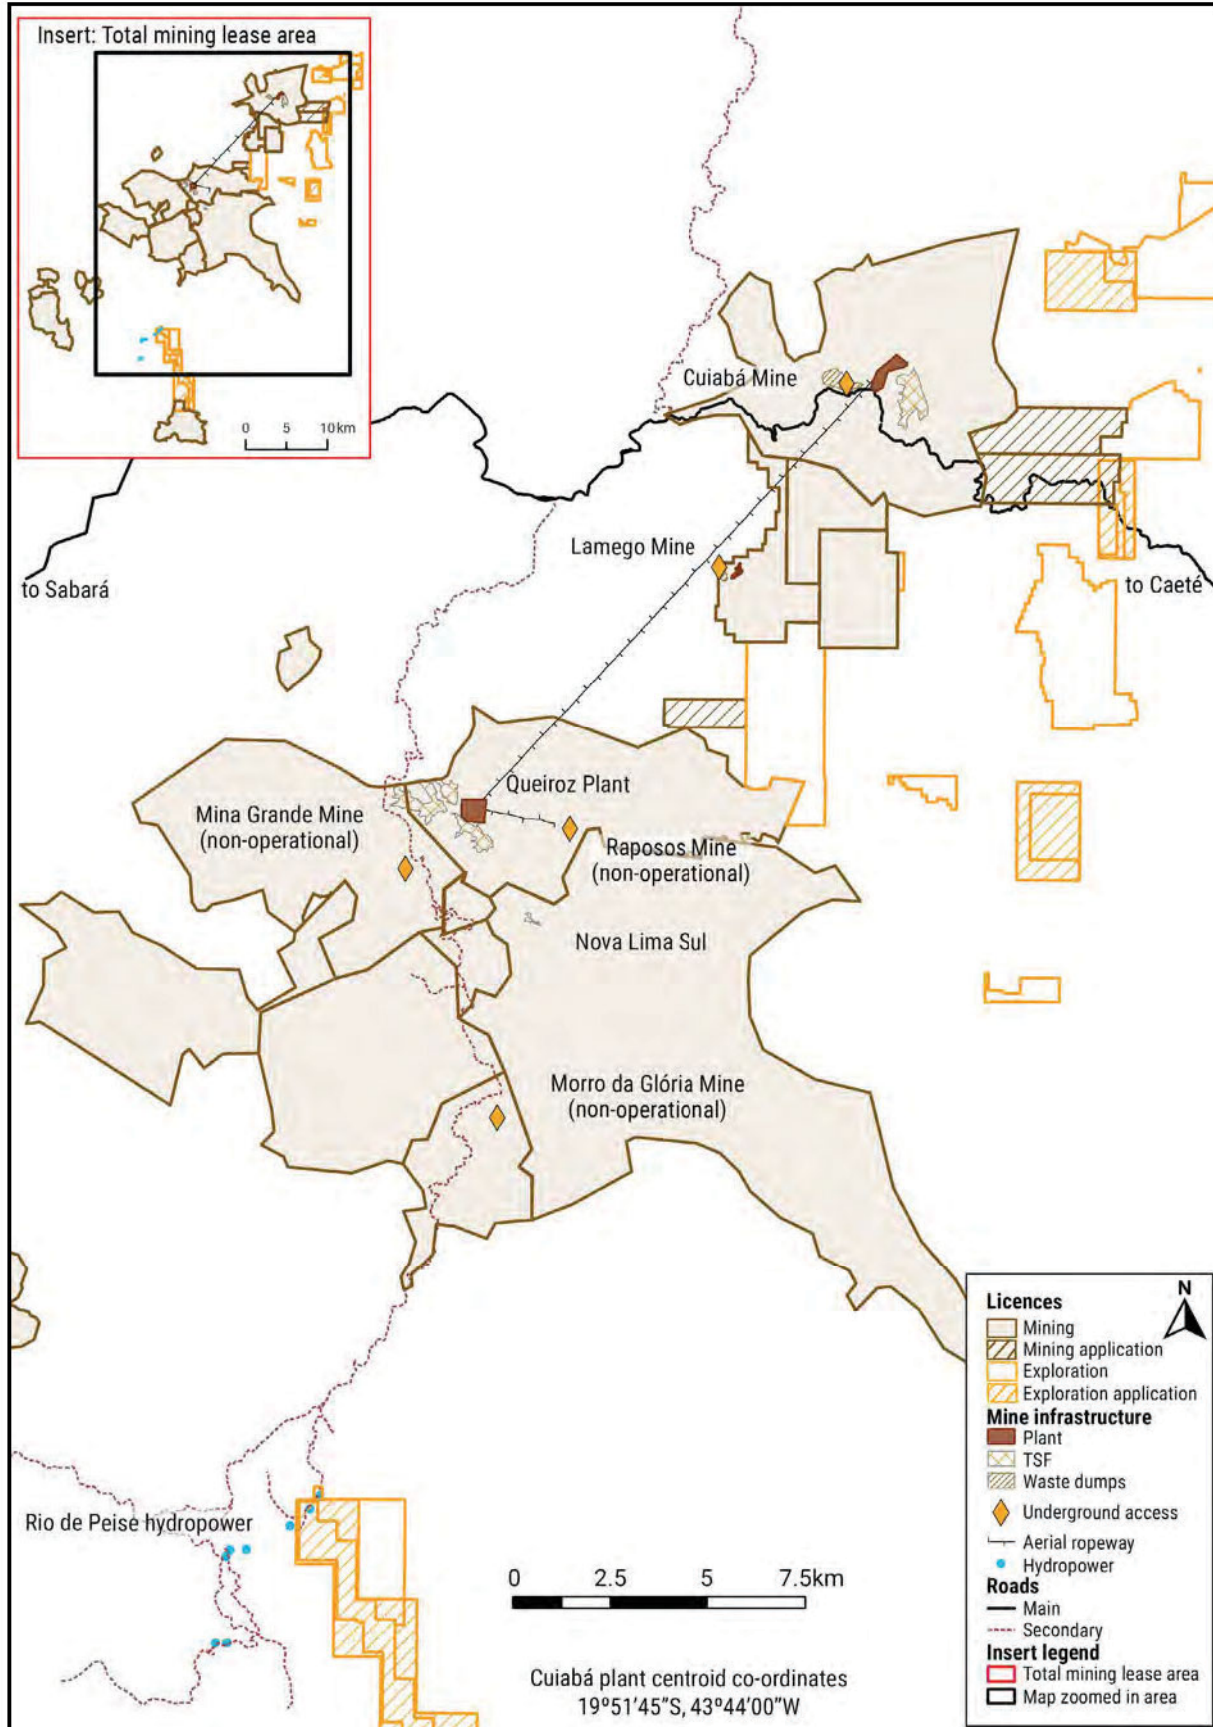 Insert: Total mining lease area
0 5 10km
Cuiabá Mine
Lamego Mine
to Sabará
to Caeté
Queiroz Plant
Mina Grande Mine
(non-operational)
Raposos Mine
(non-operational)
Nova Lima Sul
Morro da Glória Mine
(non-operational)
Rio de Peise hydropower
0 2.5 5 7.5km
Cuiabá plant centroid co-ordinates
19º51'45"S, 43º44'00"W
N
Licences
Mining
Mining application
Exploration
Exploration application
Mine infrastructure
Plant
TSF
Waste dumps
Underground access
Aerial ropeway
Hydropower
Roads
Main
Secondary
Insert legend
Total mining lease area
Map zoomed in area